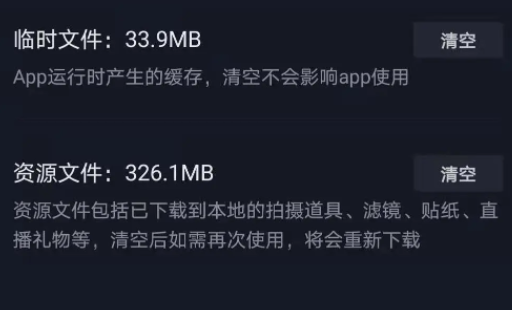 临时文件：33.9MB
清空
App运行时产生的缓存，清空不会影响app使用
资源文件：326.1MB
清空
资源文件包括已下载到本地的拍摄道具、滤镜、贴纸、直
播礼物等，清空后如需再次使用，将会重新下载